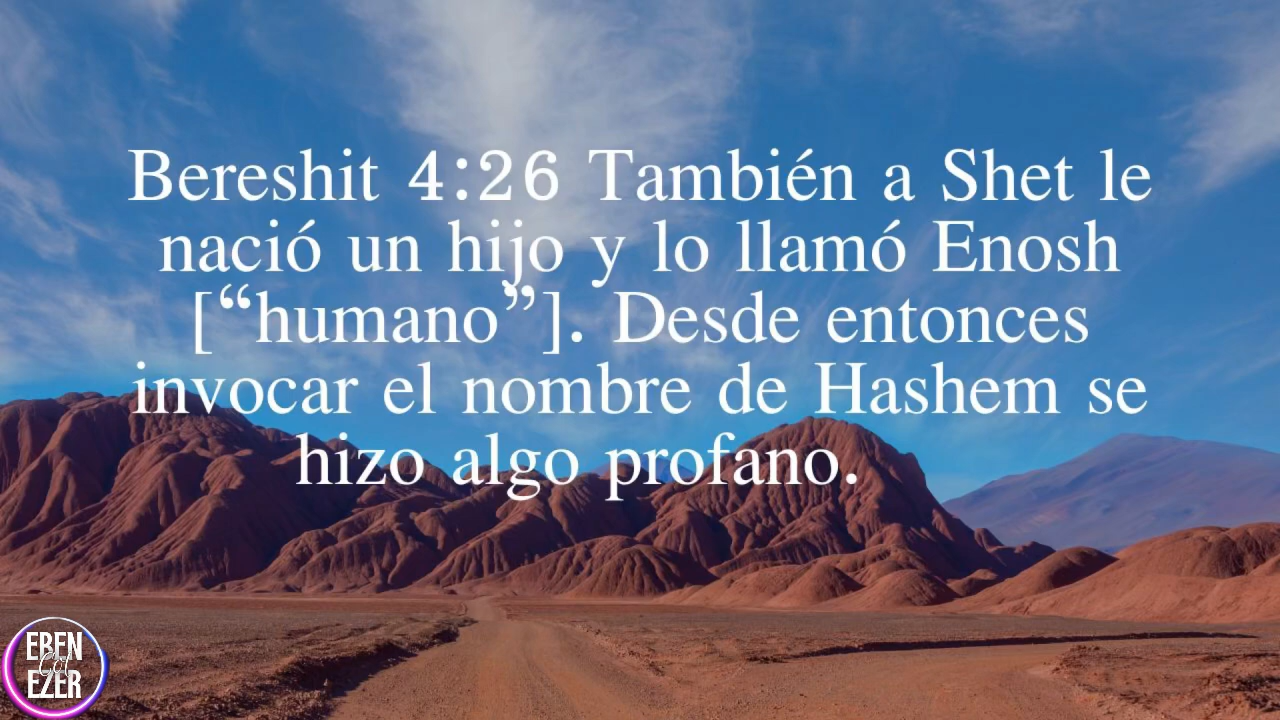 Bereshit 4:26 También a Shet le
nació un hijo y lo llamó Enosh
[“humano”]. Desde entonces
invocar el nombre de Hashem se
hizo algo profano.
EBEN
EZER